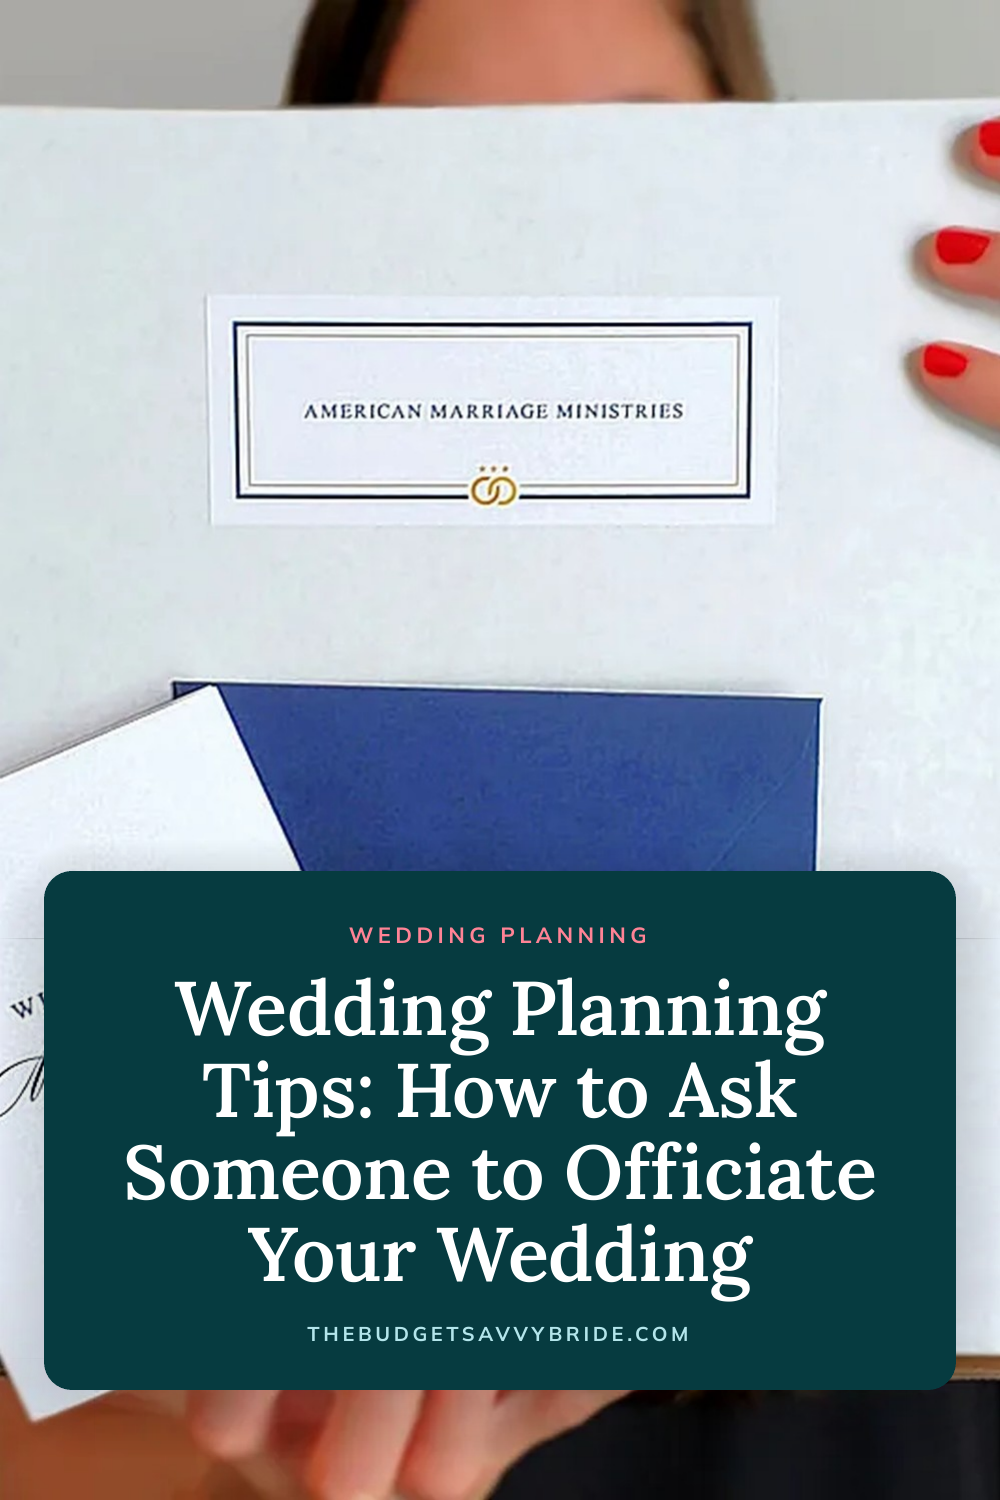 AMERICAN MARRIAGE MINISTRIES
WEDDING PLANNING
Wedding Planning
Tips: How to Ask
Someone to Officiate
Your Wedding
THEBUDGETSAVVYBRIDE.COM